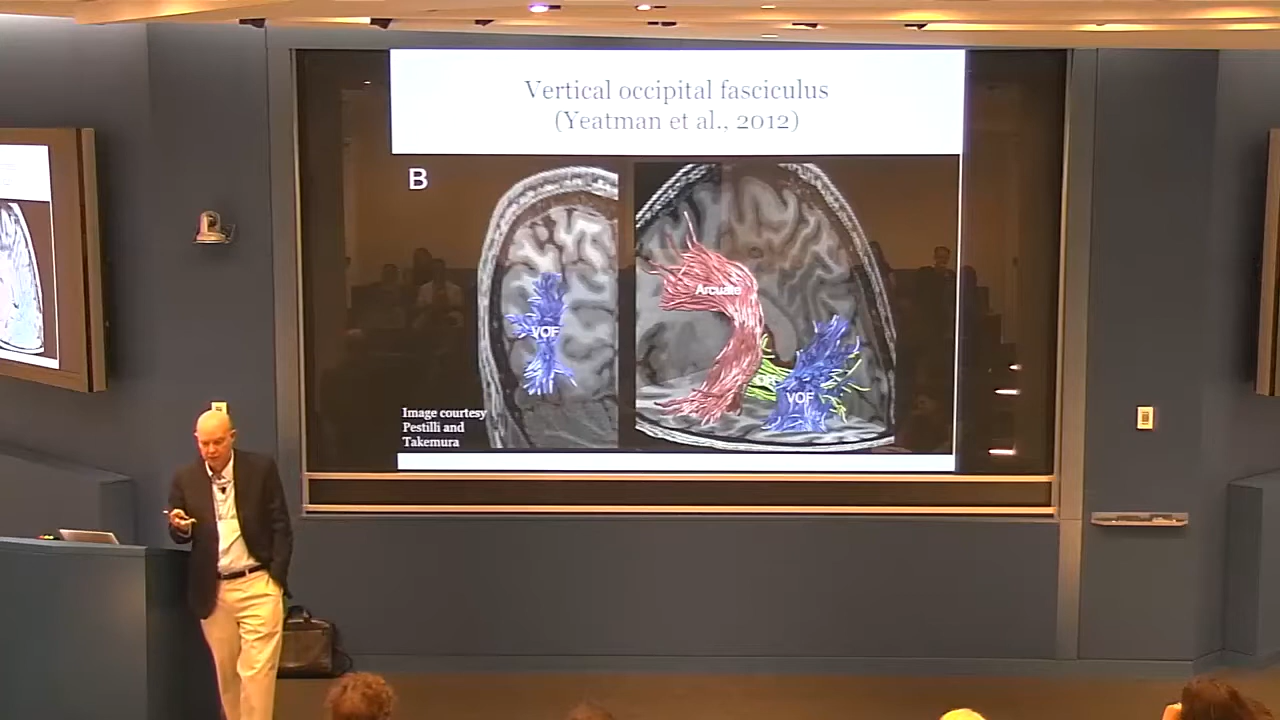 Vertical occipital fasciculus
(Yeatman et al., 2012)
B
VOF
Arcuate
VOF
Image courtesy
Pestilli and
Takemura